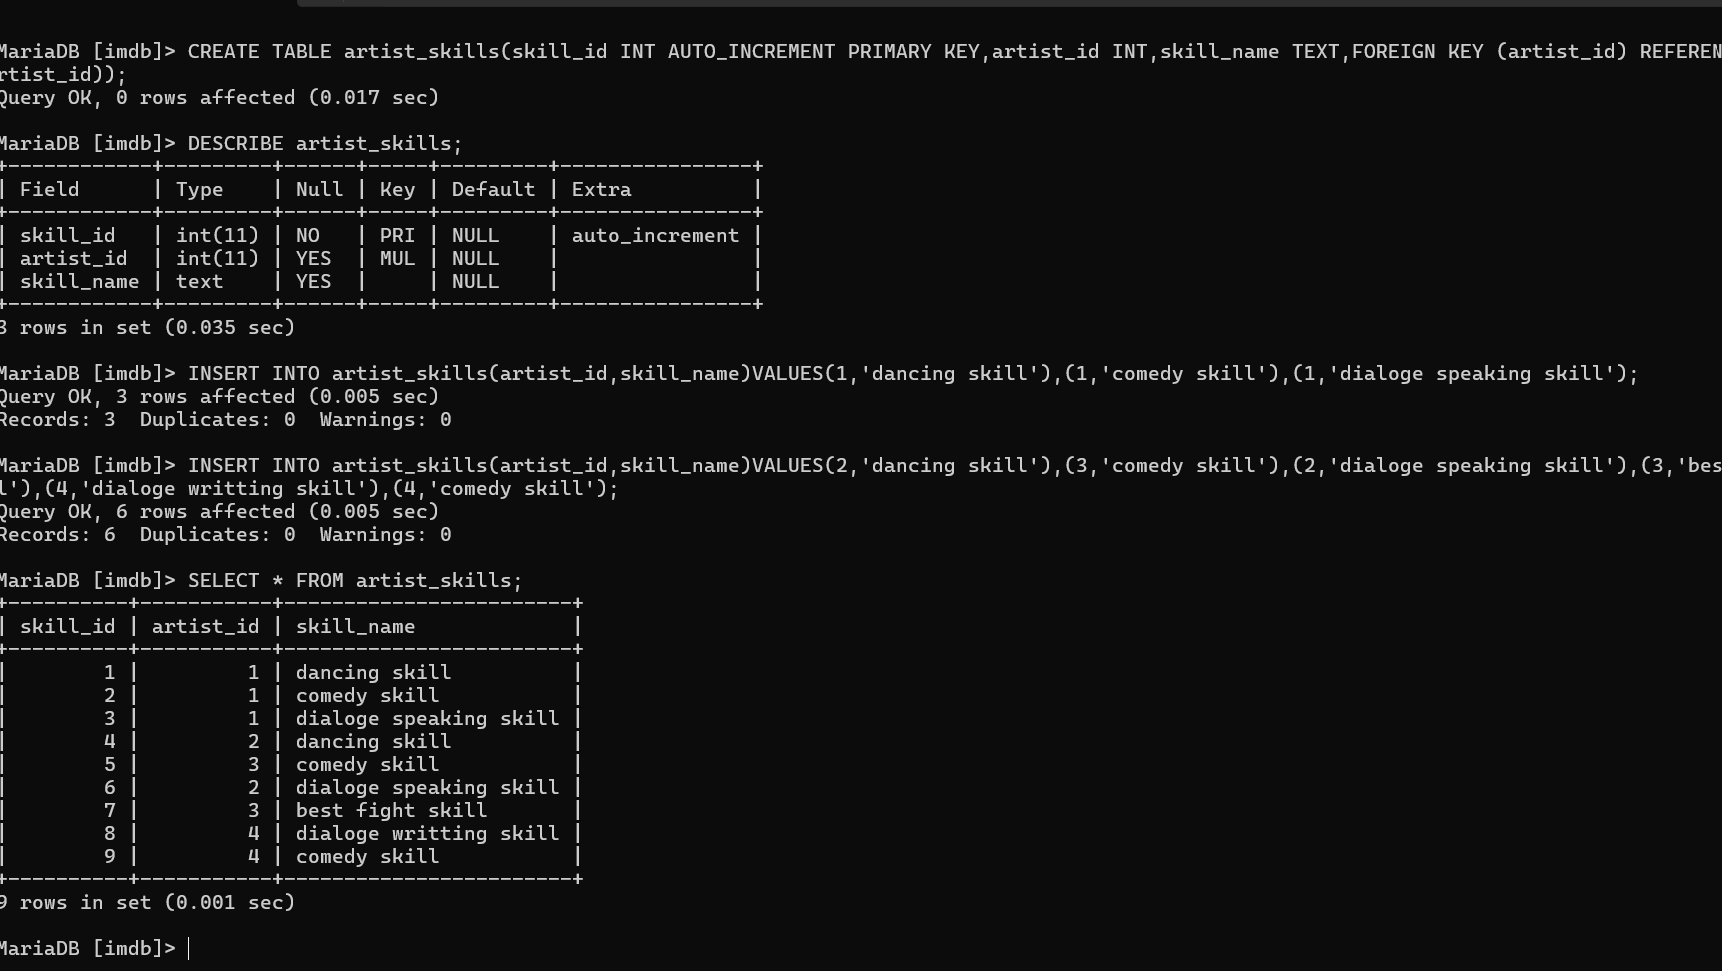 MariaDB [imdb]> CREATE TABLE artist_skills(skill_id INT AUTO_INCREMENT PRIMARY KEY,artist_id INT,skill_name TEXT,FOREIGN KEY (artist_id) REFEREN
rtist_id));
Query OK, 0 rows affected (0.017 sec)
MariaDB [imdb]> DESCRIBE artist_skills;
+------------+---------+------+-----+---------+----------------+
| Field      | Type    | Null | Key | Default | Extra          |
+------------+---------+------+-----+---------+----------------+
| skill_id   | int(11) | NO   | PRI | NULL    | auto_increment |
| artist_id  | int(11) | YES  | MUL | NULL    |                |
| skill_name | text    | YES  |     | NULL    |                |
+------------+---------+------+-----+---------+----------------+
3 rows in set (0.035 sec)
MariaDB [imdb]> INSERT INTO artist_skills(artist_id,skill_name)VALUES(1,'dancing skill'),(1,'comedy skill'),(1,'dialoge speaking skill');
Query OK, 3 rows affected (0.005 sec)
Records: 3  Duplicates: 0  Warnings: 0
MariaDB [imdb]> INSERT INTO artist_skills(artist_id,skill_name)VALUES(2,'dancing skill'),(3,'comedy skill'),(2,'dialoge speaking skill'),(3,'bes
l'),(4,'dialoge writting skill'),(4,'comedy skill');
Query OK, 6 rows affected (0.005 sec)
Records: 6  Duplicates: 0  Warnings: 0
MariaDB [imdb]> SELECT * FROM artist_skills;
+----------+-----------+------------------------+
| skill_id | artist_id | skill_name             |
+----------+-----------+------------------------+
|        1 |         1 | dancing skill          |
|        2 |         1 | comedy skill           |
|        3 |         1 | dialoge speaking skill |
|        4 |         2 | dancing skill          |
|        5 |         3 | comedy skill           |
|        6 |         2 | dialoge speaking skill |
|        7 |         3 | best fight skill       |
|        8 |         4 | dialoge writting skill |
|        9 |         4 | comedy skill           |
+----------+-----------+------------------------+
9 rows in set (0.001 sec)
MariaDB [imdb]>